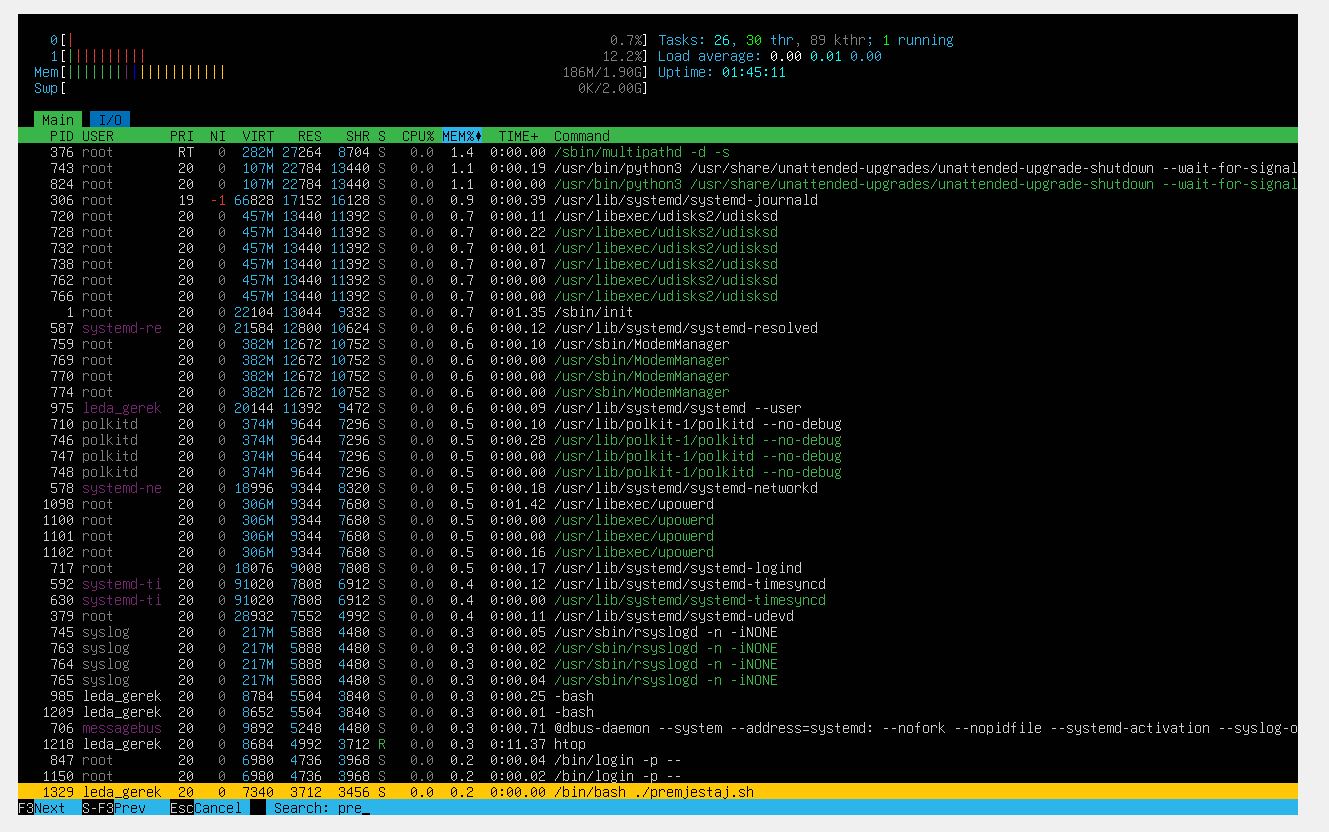 0[| 0.7%] Tasks: 26, 30 thr, 89 kthr; 1 running
1[|||||||||| 12.2%] Load average: 0.00 0.01 0.00
Mem[|||||||||||||||||||| 186M/1.90G] Uptime: 01:45:11
Swp[ 0K/2.00G]
Main I/O
PID USER PRI NI VIRT RES SHR S CPU% MEM% TIME+ Command
376 root RT 0 282M 27264 8704 S 0.0 1.4 0:00.00 /sbin/multipathd -d -s
743 root 20 0 107M 22784 13440 S 0.0 1.1 0:00.19 /usr/bin/python3 /usr/share/unattended-upgrades/unattended-upgrade-shutdown --wait-for-signal
824 root 20 0 107M 22784 13440 S 0.0 1.1 0:00.00 /usr/bin/python3 /usr/share/unattended-upgrades/unattended-upgrade-shutdown --wait-for-signal
306 root 19 -1 66828 17152 16128 S 0.0 0.9 0:00.39 /usr/lib/systemd/systemd-journald
720 root 20 0 457M 13440 11392 S 0.0 0.7 0:00.11 /usr/libexec/udisks2/udisksd
728 root 20 0 457M 13440 11392 S 0.0 0.7 0:00.22 /usr/libexec/udisks2/udisksd
732 root 20 0 457M 13440 11392 S 0.0 0.7 0:00.01 /usr/libexec/udisks2/udisksd
738 root 20 0 457M 13440 11392 S 0.0 0.7 0:00.07 /usr/libexec/udisks2/udisksd
762 root 20 0 457M 13440 11392 S 0.0 0.7 0:00.00 /usr/libexec/udisks2/udisksd
766 root 20 0 457M 13440 11392 S 0.0 0.7 0:00.00 /usr/libexec/udisks2/udisksd
1 root 20 0 22104 13044 9332 S 0.0 0.7 0:01.35 /sbin/init
587 systemd-re 20 0 21584 12800 10624 S 0.0 0.6 0:00.12 /usr/lib/systemd/systemd-resolved
759 root 20 0 382M 12672 10752 S 0.0 0.6 0:00.10 /usr/sbin/ModemManager
769 root 20 0 382M 12672 10752 S 0.0 0.6 0:00.00 /usr/sbin/ModemManager
770 root 20 0 382M 12672 10752 S 0.0 0.6 0:00.00 /usr/sbin/ModemManager
774 root 20 0 382M 12672 10752 S 0.0 0.6 0:00.00 /usr/sbin/ModemManager
975 leda_gerek 20 0 20144 11392 9472 S 0.0 0.6 0:00.09 /usr/lib/systemd/systemd --user
710 polkitd 20 0 374M 9644 7296 S 0.0 0.5 0:00.10 /usr/lib/polkit-1/polkitd --no-debug
746 polkitd 20 0 374M 9644 7296 S 0.0 0.5 0:00.28 /usr/lib/polkit-1/polkitd --no-debug
747 polkitd 20 0 374M 9644 7296 S 0.0 0.5 0:00.00 /usr/lib/polkit-1/polkitd --no-debug
748 polkitd 20 0 374M 9644 7296 S 0.0 0.5 0:00.00 /usr/lib/polkit-1/polkitd --no-debug
578 systemd-ne 20 0 18996 9344 8320 S 0.0 0.5 0:00.18 /usr/lib/systemd/systemd-networkd
1098 root 20 0 306M 9344 7680 S 0.0 0.5 0:01.42 /usr/libexec/upowerd
1100 root 20 0 306M 9344 7680 S 0.0 0.5 0:00.00 /usr/libexec/upowerd
1101 root 20 0 306M 9344 7680 S 0.0 0.5 0:00.00 /usr/libexec/upowerd
1102 root 20 0 306M 9344 7680 S 0.0 0.5 0:00.16 /usr/libexec/upowerd
717 root 20 0 18076 9008 7808 S 0.0 0.5 0:00.17 /usr/lib/systemd/systemd-logind
592 systemd-ti 20 0 91020 7808 6912 S 0.0 0.4 0:00.12 /usr/lib/systemd/systemd-timesyncd
630 systemd-ti 20 0 91020 7808 6912 S 0.0 0.4 0:00.00 /usr/lib/systemd/systemd-timesyncd
379 root 20 0 28932 7552 4992 S 0.0 0.4 0:00.11 /usr/lib/systemd/systemd-udevd
745 syslog 20 0 217M 5888 4480 S 0.0 0.3 0:00.05 /usr/sbin/rsyslogd -n -iNONE
763 syslog 20 0 217M 5888 4480 S 0.0 0.3 0:00.02 /usr/sbin/rsyslogd -n -iNONE
764 syslog 20 0 217M 5888 4480 S 0.0 0.3 0:00.02 /usr/sbin/rsyslogd -n -iNONE
765 syslog 20 0 217M 5888 4480 S 0.0 0.3 0:00.04 /usr/sbin/rsyslogd -n -iNONE
985 leda_gerek 20 0 8784 5504 3840 S 0.0 0.3 0:00.25 -bash
1209 leda_gerek 20 0 8652 5504 3840 S 0.0 0.3 0:00.01 -bash
706 messagebus 20 0 9892 5248 4480 S 0.0 0.3 0:00.71 @dbus-daemon --system --address=systemd: --nofork --nopidfile --systemd-activation --syslog-o
1218 leda_gerek 20 0 8684 4992 3712 R 0.0 0.3 0:11.37 htop
847 root 20 0 6980 4736 3968 S 0.0 0.2 0:00.04 /bin/login -p --
1150 root 20 0 6980 4736 3968 S 0.0 0.2 0:00.02 /bin/login -p --
1329 leda_gerek 20 0 7340 3712 3456 S 0.0 0.2 0:00.00 /bin/bash ./premjestaj.sh
F3Next S-F3Prev EscCancel Search: pre_